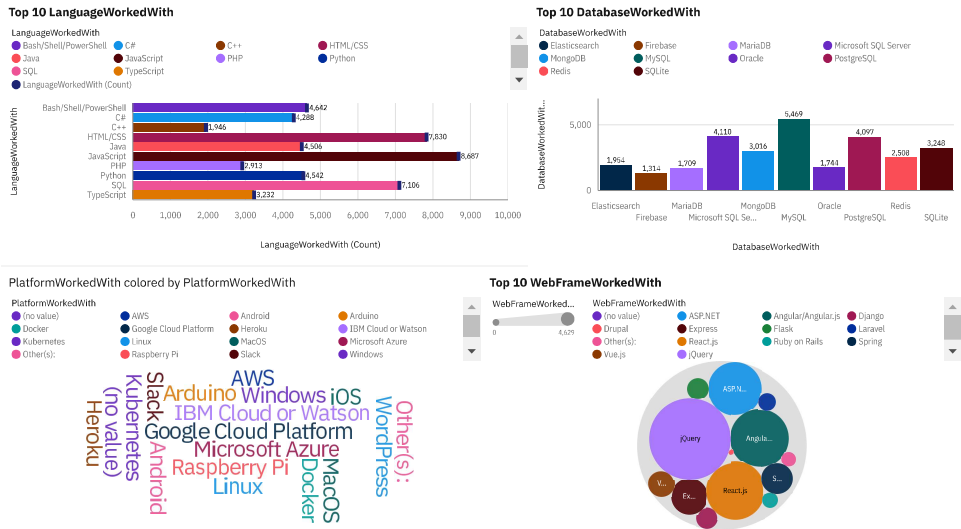 Top 10 LanguageWorkedWith
LanguageWorkedWith
Bash/Shell/PowerShell C# C++ HTML/CSS
Java JavaScript PHP Python
SQL TypeScript
LanguageWorkedWith (Count)
LanguageWorkedWith
Bash/Shell/PowerShell 4,642
C# 4,288
C++ 1,946
HTML/CSS 7,830
Java 4,506
JavaScript 8,687
PHP 2,913
Python 4,542
SQL 7,106
TypeScript 3,232
0 1,000 2,000 3,000 4,000 5,000 6,000 7,000 8,000 9,000 10,000
LanguageWorkedWith (Count)
Top 10 DatabaseWorkedWith
DatabaseWorkedWith
Elasticsearch Firebase MariaDB Microsoft SQL Server
MongoDB MySQL Oracle PostgreSQL
Redis SQLite
DatabaseWorkedWit...
5,000
0
1,954 1,314 1,709 4,110 3,016 5,469 1,744 4,097 2,508 3,248
Elasticsearch MariaDB MongoDB Oracle Redis
Firebase Microsoft SQL Se... MySQL PostgreSQL SQLite
DatabaseWorkedWith
PlatformWorkedWith colored by PlatformWorkedWith
PlatformWorkedWith
(no value) AWS Android Arduino
Docker Google Cloud Platform Heroku IBM Cloud or Watson
Kubernetes Linux MacOS Microsoft Azure
Other(s): Raspberry Pi Slack Windows
AWS
Arduino
Windows
iOS
IBM Cloud or Watson
Google Cloud Platform
Microsoft Azure
Raspberry Pi
Linux
Heroku
(no value)
Kubernetes
Slack
Android
Docker
MacOS
WordPress
Other(s):
Top 10 WebFrameWorkedWith
WebFrameWorked...
0 4,629
WebFrameWorkedWith
(no value) ASP.NET Angular/Angular.js Django
Drupal Express Flask Laravel
Other(s): React.js Ruby on Rails Spring
Vue.js jQuery
ASP.N...
jQuery
Angula...
V...
Ex...
React.js
S...